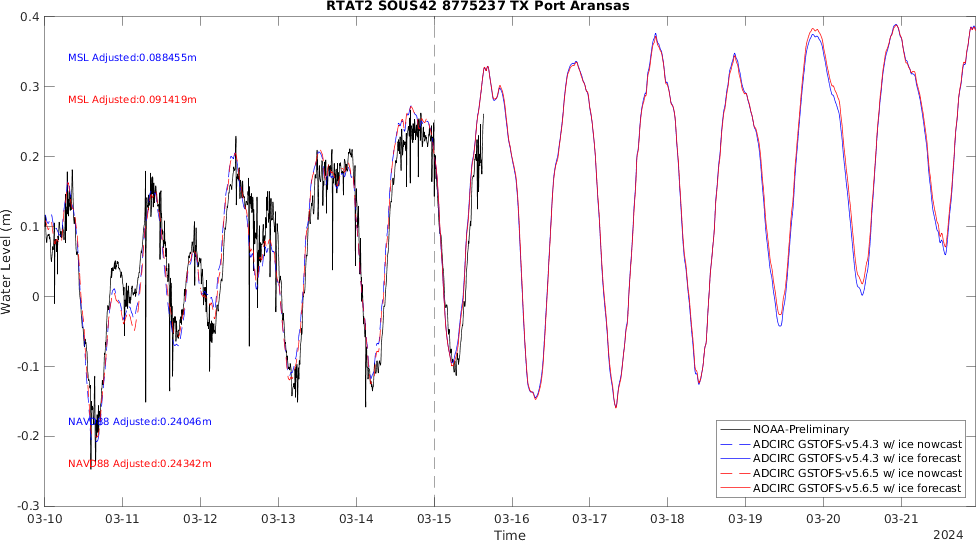 RTAT2 SOUS42 8775237 TX Port Aransas
0.4
MSL Adjusted:0.088455m
0.3
MSL Adjusted:0.091419m
0.2
0.1
Water Level (m)
0
-0.1
-0.2
NAVD88 Adjusted:0.24046m
NAVD88 Adjusted:0.24342m
-0.3
NOAA-Preliminary
ADCIRC GSTOFS-v5.4.3 w/ ice nowcast
ADCIRC GSTOFS-v5.4.3 w/ ice forecast
ADCIRC GSTOFS-v5.6.5 w/ ice nowcast
ADCIRC GSTOFS-v5.6.5 w/ ice forecast
03-10 03-11 03-12 03-13 03-14 03-15 03-16 03-17 03-18 03-19 03-20 03-21
Time
2024